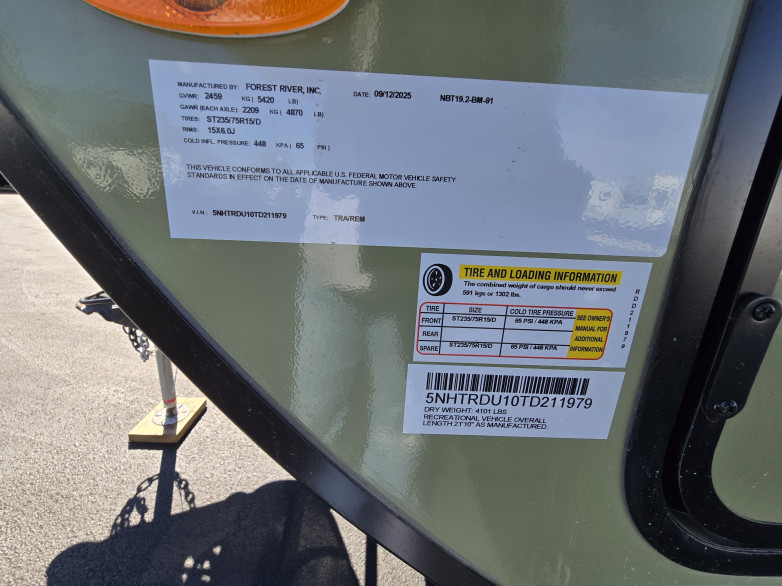 MANUFACTURED BY: FOREST RIVER, INC. DATE: 09/12/2025 NBT19.2-BM-91
GVWR: 2459 KG ( 5420 LB)
GAWR (EACH AXLE): 2209 KG ( 4870 LB)
TIRES: ST235/75R15/D
RIMS: 15X6.0J
COLD INFL. PRESSURE: 448 KPA ( 65 PSI )
THIS VEHICLE CONFORMS TO ALL APPLICABLE U.S. FEDERAL MOTOR VEHICLE SAFETY
STANDARDS IN EFFECT ON THE DATE OF MANUFACTURE SHOWN ABOVE.
V.I.N.: 5NHTRDU10TD211979 TYPE: TRA/REM
TIRE AND LOADING INFORMATION
The combined weight of cargo should never exceed
591 kgs or 1302 lbs.
TIRE SIZE COLD TIRE PRESSURE
FRONT ST235/75R15/D 65 PSI / 448 KPA
REAR
SPARE ST235/75R15/D 65 PSI / 448 KPA
SEE OWNER'S
MANUAL FOR
ADDITIONAL
INFORMATION
RDD211979
5NHTRDU10TD211979
DRY WEIGHT: 4101 LBS
RECREATIONAL VEHICLE OVERALL
LENGTH 21'10" AS MANUFACTURED.